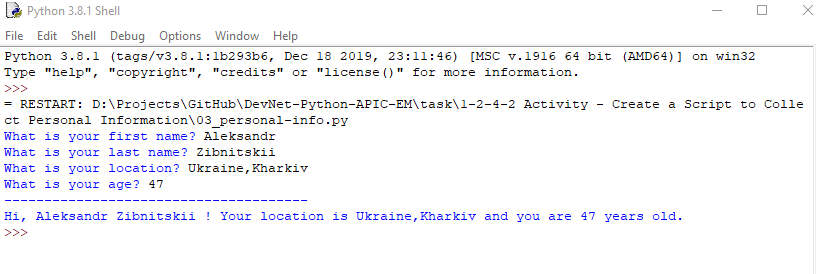 Python 3.8.1 Shell
File Edit Shell Debug Options Window Help
Python 3.8.1 (tags/v3.8.1:1b293b6, Dec 18 2019, 23:11:46) [MSC v.1916 64 bit (AMD64)] on win32
Type "help", "copyright", "credits" or "license()" for more information.
>>>
= RESTART: D:\Projects\GitHub\DevNet-Python-APIC-EM\task\1-2-4-2 Activity - Create a Script to Colle
ct Personal Information\03_personal-info.py
What is your first name? Aleksandr
What is your last name? Zibnitskii
What is your location? Ukraine,Kharkiv
What is your age? 47
--------------------------------------
Hi, Aleksandr Zibnitskii ! Your location is Ukraine,Kharkiv and you are 47 years old.
>>>